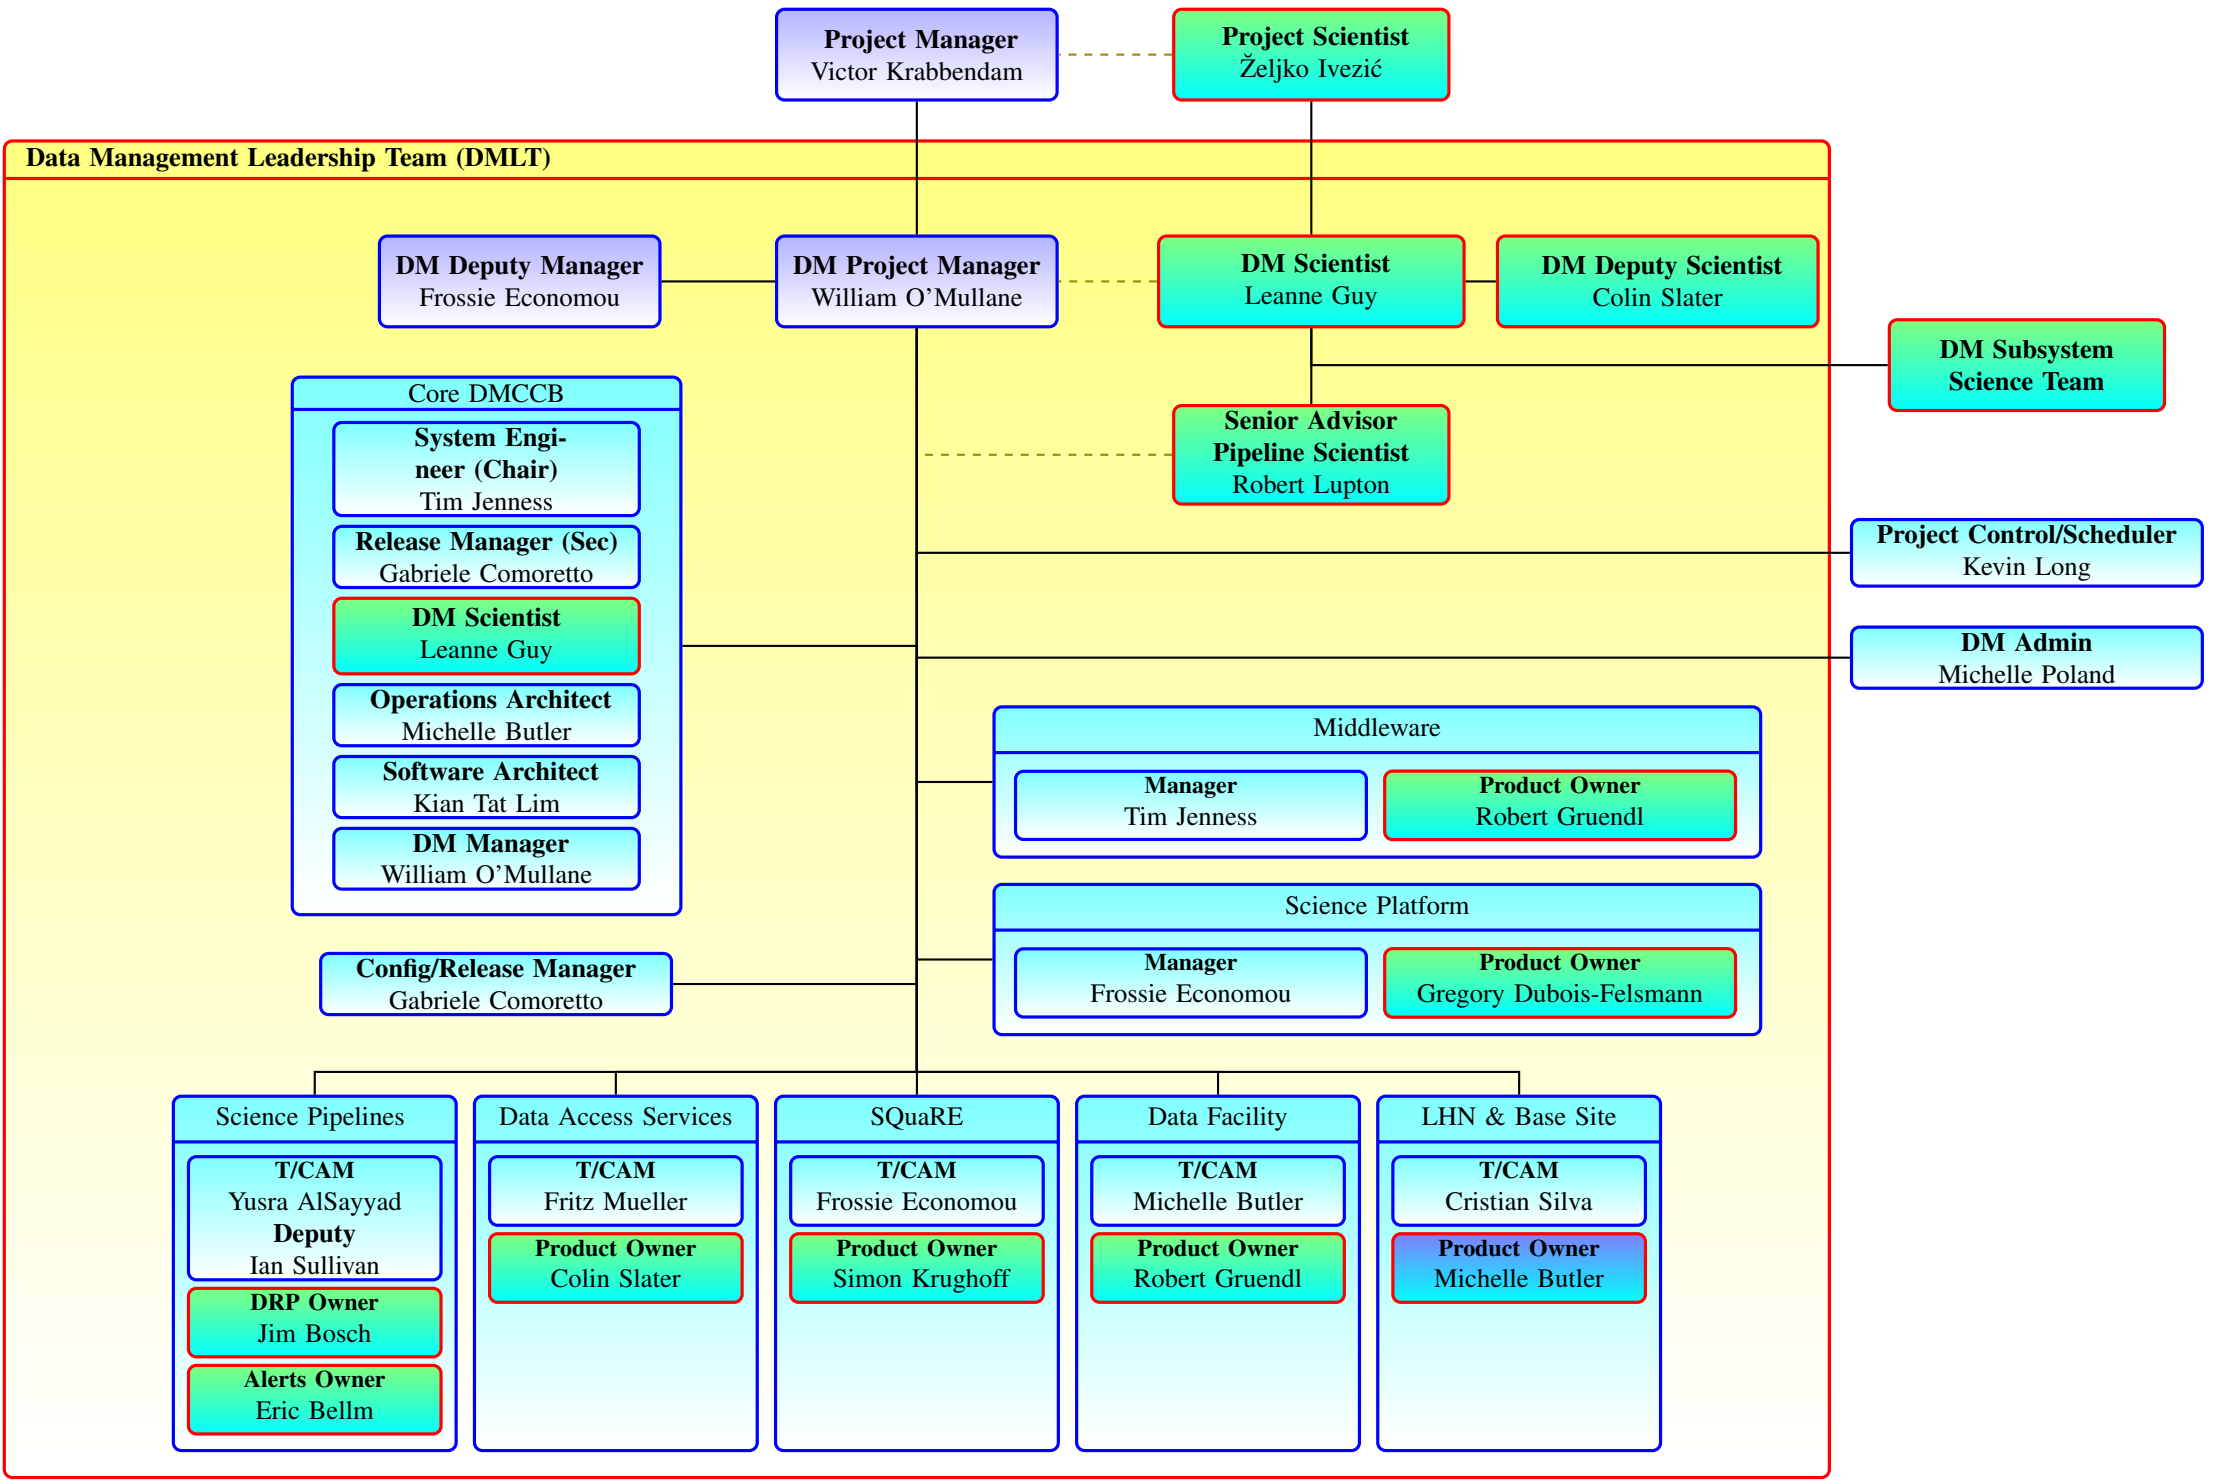 Project Manager
Victor Krabbendam
Project Scientist
Željko Ivezić
Data Management Leadership Team (DMLT)
DM Deputy Manager
Frossie Economou
DM Project Manager
William O’Mullane
DM Scientist
Leanne Guy
DM Deputy Scientist
Colin Slater
DM Subsystem
Science Team
Senior Advisor
Pipeline Scientist
Robert Lupton
Core DMCCB
System Engi-
neer (Chair)
Tim Jenness
Release Manager (Sec)
Gabriele Comoretto
DM Scientist
Leanne Guy
Operations Architect
Michelle Butler
Software Architect
Kian Tat Lim
DM Manager
William O’Mullane
Project Control/Scheduler
Kevin Long
DM Admin
Michelle Poland
Middleware
Manager
Tim Jenness
Product Owner
Robert Gruendl
Science Platform
Manager
Frossie Economou
Product Owner
Gregory Dubois-Felsmann
Config/Release Manager
Gabriele Comoretto
Science Pipelines
T/CAM
Yusra AlSayyad
Deputy
Ian Sullivan
DRP Owner
Jim Bosch
Alerts Owner
Eric Bellm
Data Access Services
T/CAM
Fritz Mueller
Product Owner
Colin Slater
SQuaRE
T/CAM
Frossie Economou
Product Owner
Simon Krughoff
Data Facility
T/CAM
Michelle Butler
Product Owner
Robert Gruendl
LHN & Base Site
T/CAM
Cristian Silva
Product Owner
Michelle Butler